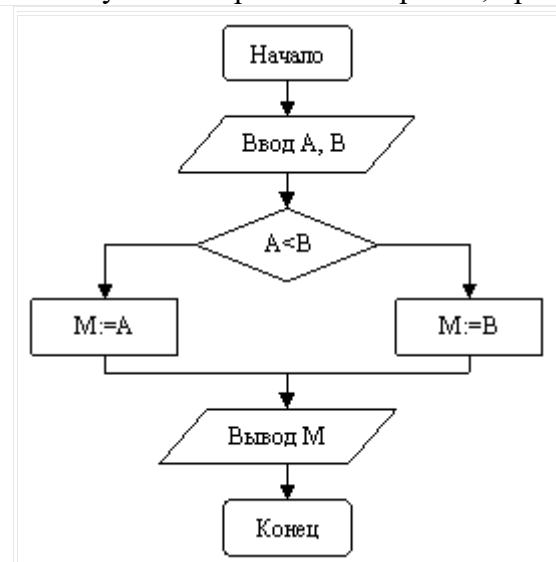 Начало
Ввод A, B
A<B
M:=A
M:=B
Вывод M
Конец